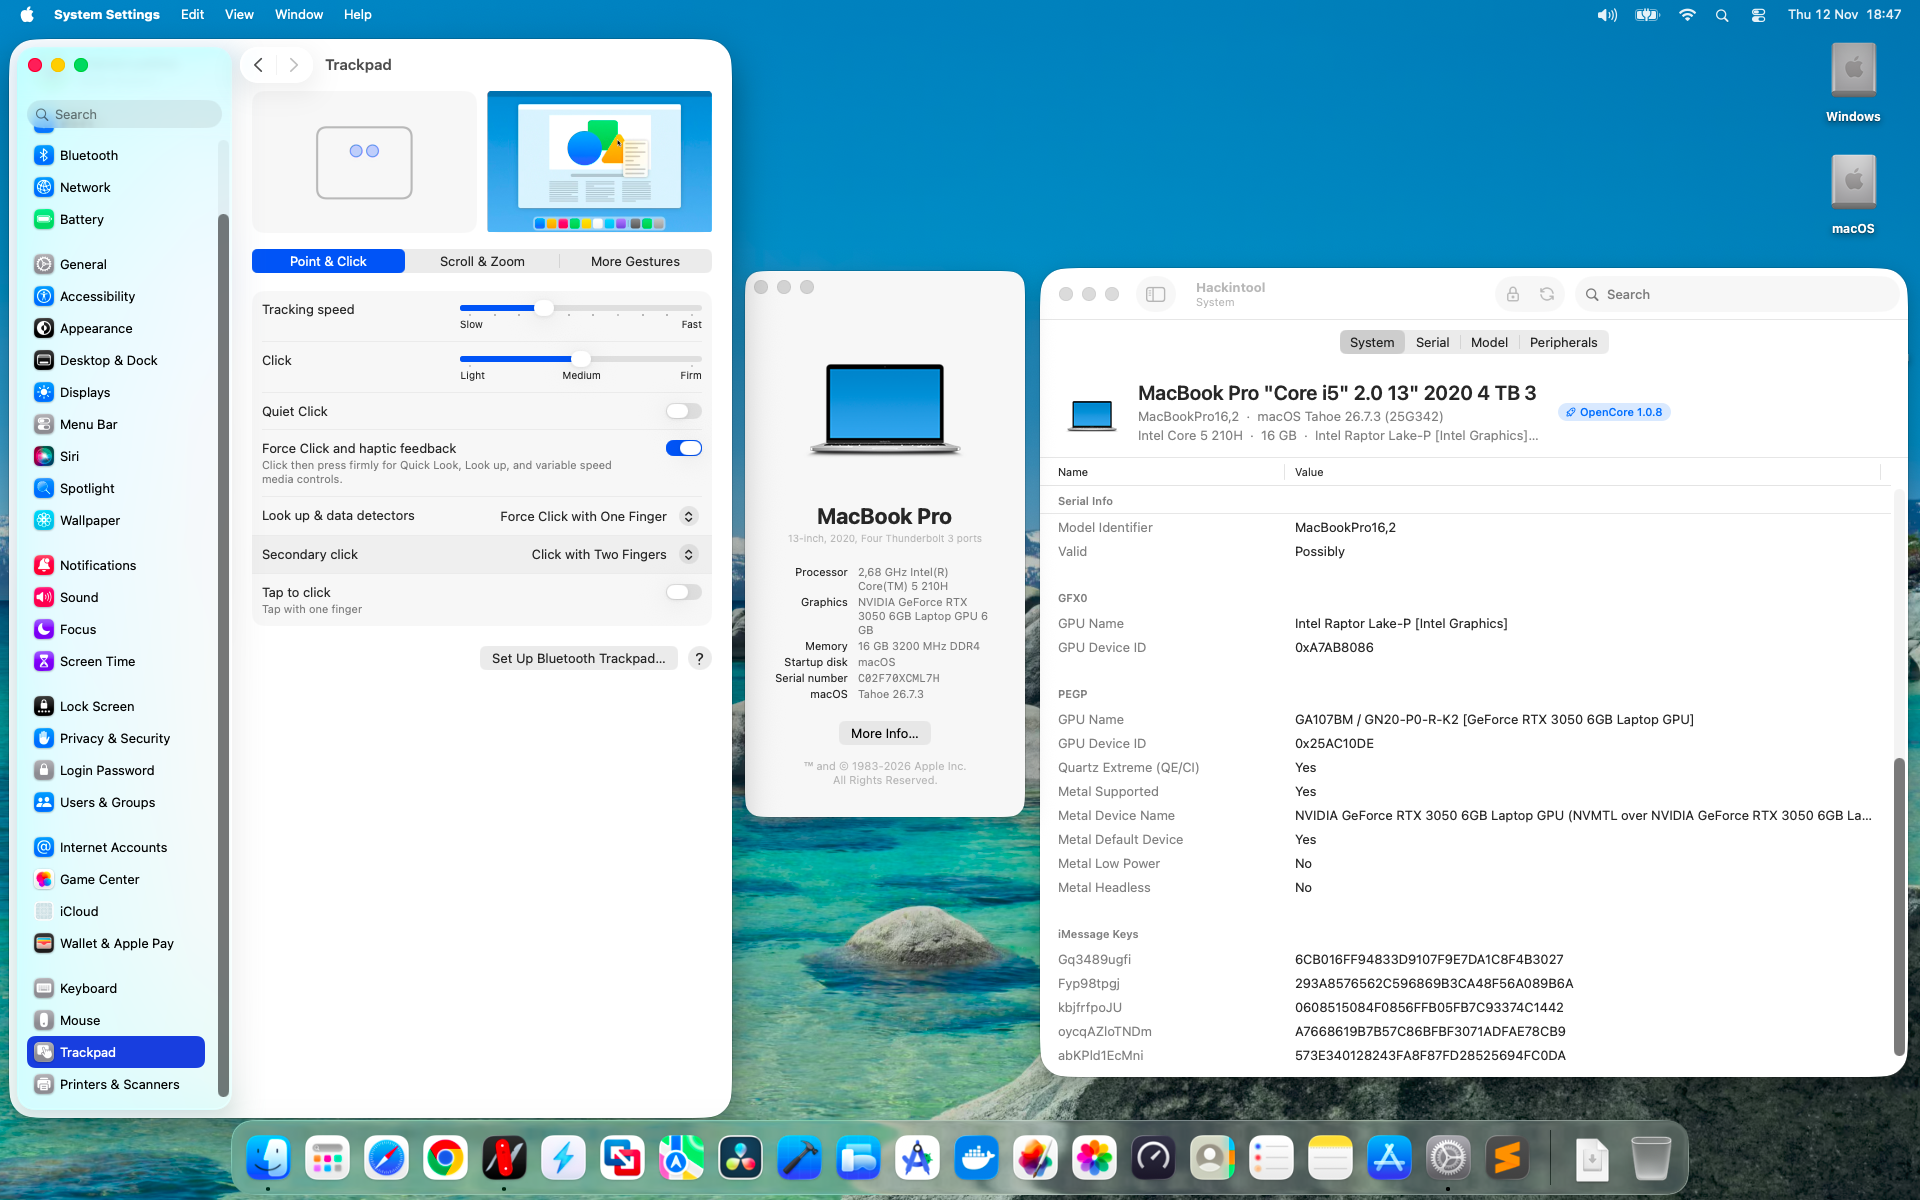 System Settings Edit View Window Help
Thu 12 Nov 18:47
Search
Bluetooth
Network
Battery
General
Accessibility
Appearance
Desktop & Dock
Displays
Menu Bar
Siri
Spotlight
Wallpaper
Notifications
Sound
Focus
Screen Time
Lock Screen
Privacy & Security
Login Password
Users & Groups
Internet Accounts
Game Center
iCloud
Wallet & Apple Pay
Keyboard
Mouse
Trackpad
Printers & Scanners
Trackpad
Point & Click Scroll & Zoom More Gestures
Tracking speed
Slow Fast
Click
Light Medium Firm
Quiet Click
Force Click and haptic feedback
Click then press firmly for Quick Look, Look up, and variable speed
media controls.
Look up & data detectors Force Click with One Finger
Secondary click Click with Two Fingers
Tap to click
Tap with one finger
Set Up Bluetooth Trackpad... ?
MacBook Pro
13-inch, 2020, Four Thunderbolt 3 ports
Processor 2,68 GHz Intel(R)
Core(TM) 5 210H
Graphics NVIDIA GeForce RTX
3050 6GB Laptop GPU 6
GB
Memory 16 GB 3200 MHz DDR4
Startup disk macOS
Serial number C02F70XCML7H
macOS Tahoe 26.7.3
More Info...
™ and © 1983-2026 Apple Inc.
All Rights Reserved.
Windows
macOS
Hackintool
System
Search
System Serial Model Peripherals
MacBook Pro "Core i5" 2.0 13" 2020 4 TB 3
MacBookPro16,2 · macOS Tahoe 26.7.3 (25G342)
Intel Core 5 210H · 16 GB · Intel Raptor Lake-P [Intel Graphics]...
OpenCore 1.0.8
Name Value
Serial Info
Model Identifier MacBookPro16,2
Valid Possibly
GFX0
GPU Name Intel Raptor Lake-P [Intel Graphics]
GPU Device ID 0xA7AB8086
PEGP
GPU Name GA107BM / GN20-P0-R-K2 [GeForce RTX 3050 6GB Laptop GPU]
GPU Device ID 0x25AC10DE
Quartz Extreme (QE/CI) Yes
Metal Supported Yes
Metal Device Name NVIDIA GeForce RTX 3050 6GB Laptop GPU (NVMTL over NVIDIA GeForce RTX 3050 6GB La...
Metal Default Device Yes
Metal Low Power No
Metal Headless No
iMessage Keys
Gq3489ugfi 6CB016FF94833D9107F9E7DA1C8F4B3027
Fyp98tpgj 293A8576562C596869B3CA48F56A089B6A
kbjfrfpoJU 0608515084F0856FFB05FB7C93374C1442
oycqAZloTNDm A7668619B7B57C86BFBF3071ADFAE78CB9
abKPld1EcMni 573E340128243FA8F87FD28525694FC0DA